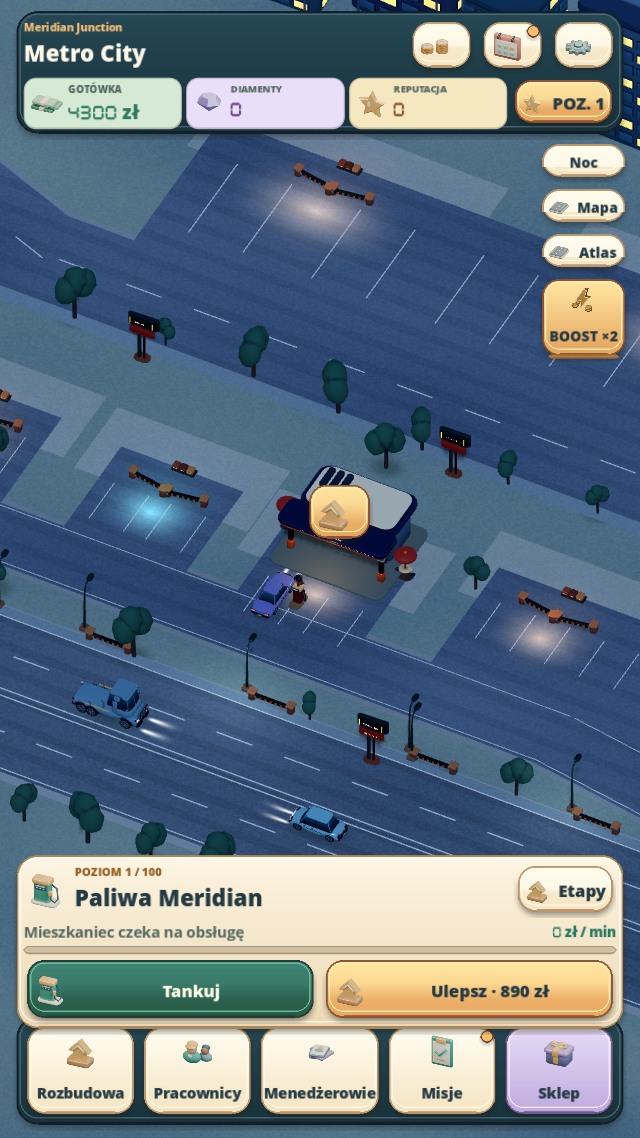 Meridian Junction
Metro City
GOTÓWKA
4300 zł
DIAMENTY
0
REPUTACJA
0
POZ. 1
Noc
Mapa
Atlas
BOOST ×2
POZIOM 1 / 100
Paliwa Meridian
Etapy
Mieszkaniec czeka na obsługę
0 zł / min
Tankuj
Ulepsz · 890 zł
Rozbudowa
Pracownicy
Menedżerowie
Misje
Sklep